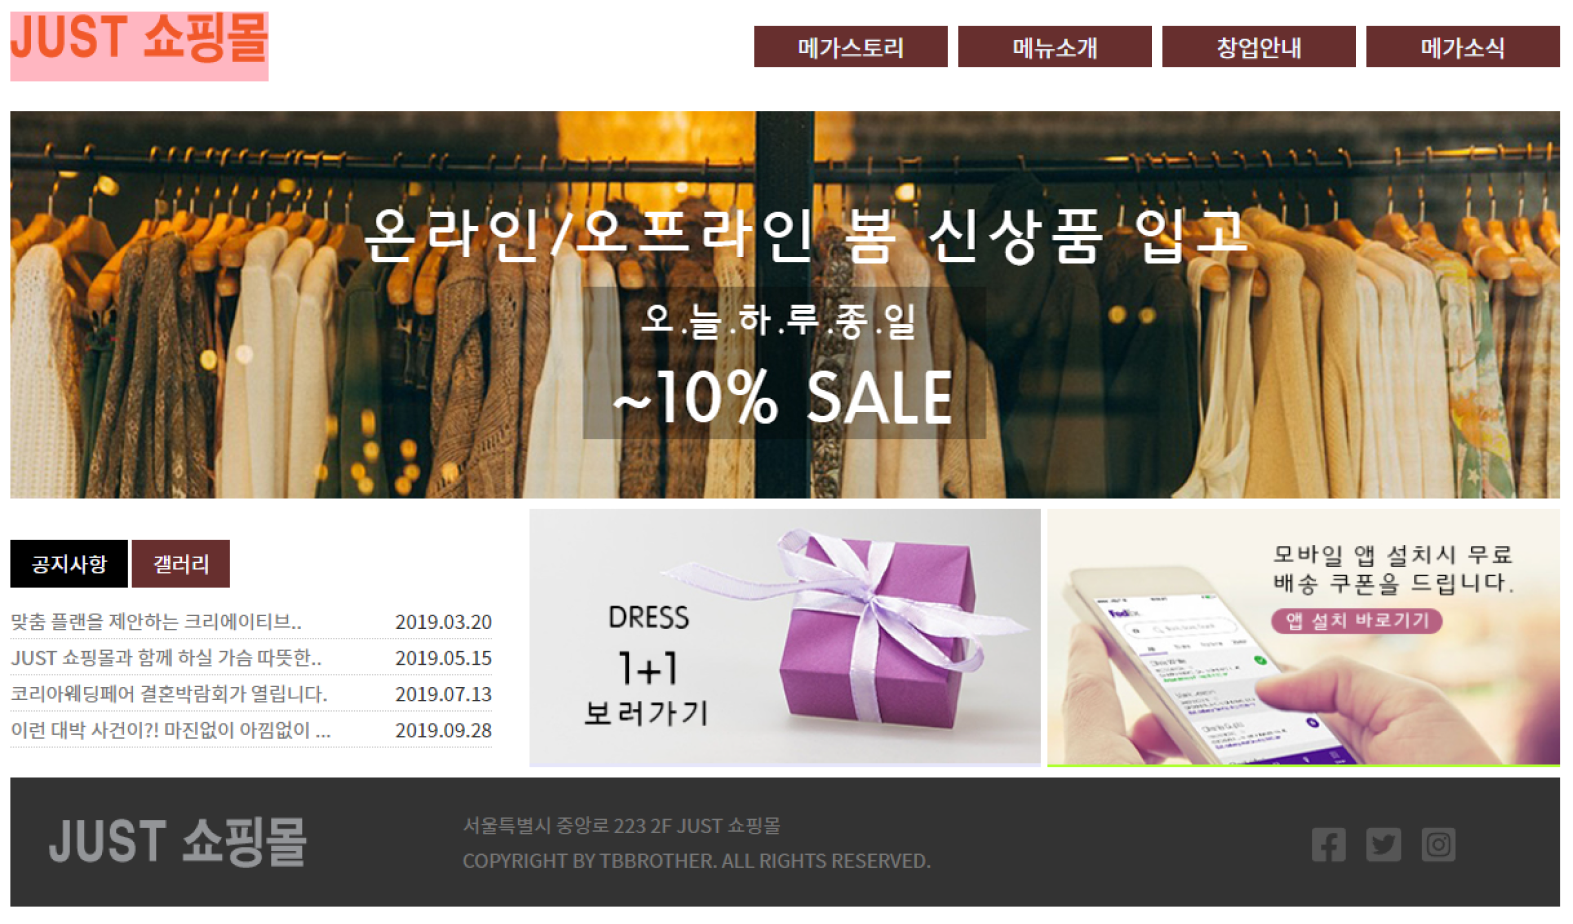 JUST 쇼핑몰
메가스토리
메뉴소개
창업안내
메가소식
온라인/오프라인 봄 신상품 입고
오.늘.하.루.종.일
~10% SALE
공지사항
갤러리
맞춤 플랜을 제안하는 크리에이티브.. 2019.03.20
JUST 쇼핑몰과 함께 하실 가슴 따뜻한.. 2019.05.15
코리아웨딩페어 결혼박람회가 열립니다. 2019.07.13
이런 대박 사건이?! 마진없이 아낌없이 ... 2019.09.28
DRESS
1+1
보러가기
모바일 앱 설치시 무료
배송 쿠폰을 드립니다.
앱 설치 바로기기
JUST 쇼핑몰
서울특별시 중앙로 223 2F JUST 쇼핑몰
COPYRIGHT BY TBBROTHER. ALL RIGHTS RESERVED.